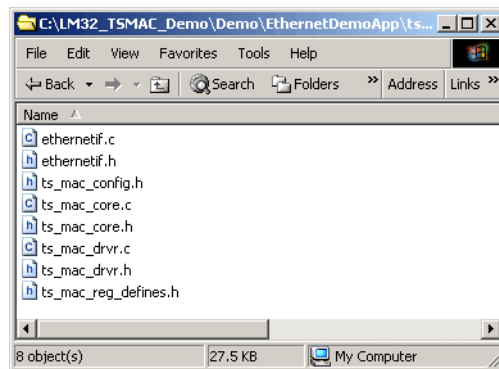 C:\LM32_TSMAC_Demo\Demo\EthernetDemoApp\ts...
File Edit View Favorites Tools Help
Back Search Folders » Address Links »
Name
ethernetif.c
ethernetif.h
ts_mac_config.h
ts_mac_core.c
ts_mac_core.h
ts_mac_drvr.c
ts_mac_drvr.h
ts_mac_reg_defines.h
8 object(s) 27.5 KB My Computer